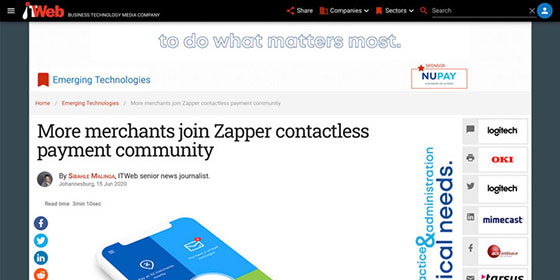 ITWeb BUSINESS TECHNOLOGY MEDIA COMPANY
Share Companies Sectors Search
to do what matters most.
SPONSOR
NUPAY
Emerging Technologies
Home / Emerging Technologies / More merchants join Zapper contactless payment community
More merchants join Zapper contactless
payment community
By SIBAHLE MALINGA, ITWeb senior news journalist.
Johannesburg, 15 Jun 2020
Read time 3min 10sec
ctice & administration
ical needs.
logitech
OKI
logitech
mimecast
tarsus